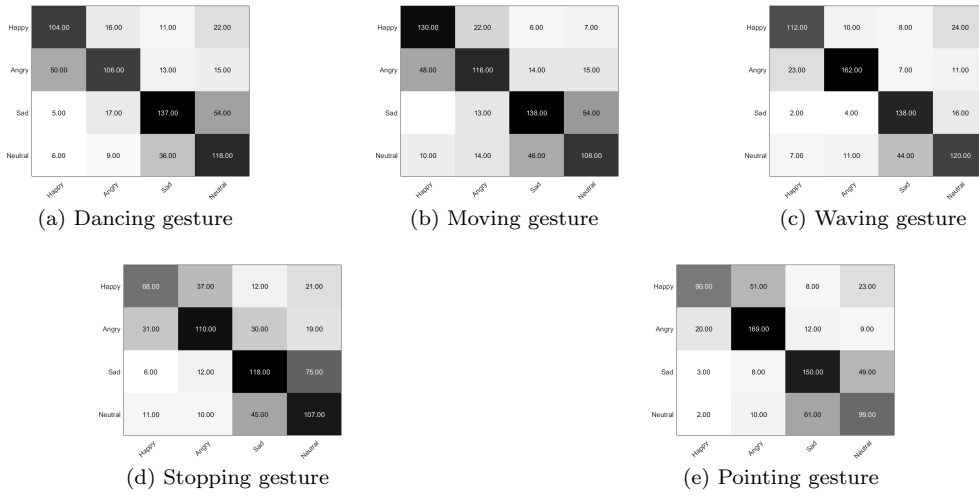 Happy 104.00 16.00 11.00 22.00
Angry 50.00 106.00 13.00 15.00
Sad 5.00 17.00 137.00 54.00
Neutral 6.00 9.00 36.00 116.00
Happy Angry Sad Neutral
(a) Dancing gesture
Happy 130.00 22.00 6.00 7.00
Angry 48.00 116.00 14.00 15.00
Sad 13.00 138.00 54.00
Neutral 10.00 14.00 46.00 108.00
Happy Angry Sad Neutral
(b) Moving gesture
Happy 112.00 10.00 8.00 24.00
Angry 23.00 162.00 7.00 11.00
Sad 2.00 4.00 138.00 16.00
Neutral 7.00 11.00 44.00 120.00
Happy Angry Sad Neutral
(c) Waving gesture
Happy 68.00 37.00 12.00 21.00
Angry 31.00 110.00 30.00 19.00
Sad 6.00 12.00 118.00 75.00
Neutral 11.00 10.00 45.00 107.00
Happy Angry Sad Neutral
(d) Stopping gesture
Happy 90.00 51.00 8.00 23.00
Angry 20.00 169.00 12.00 9.00
Sad 3.00 8.00 150.00 49.00
Neutral 2.00 10.00 61.00 99.00
Happy Angry Sad Neutral
(e) Pointing gesture